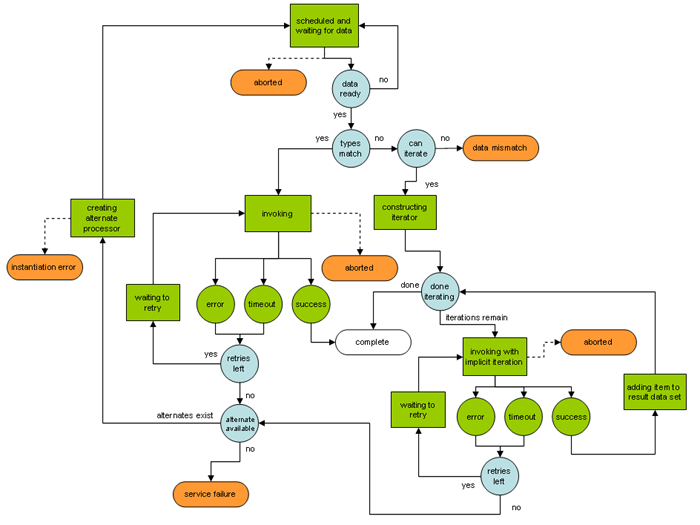 scheduled and
waiting for data
aborted
data
ready
no
yes
yes
types
match
no
can
iterate
no
data mismatch
yes
creating
alternate
processor
invoking
constructing
iterator
instantiation error
aborted
waiting to
retry
error
timeout
success
done
done
iterating
iterations remain
complete
invoking with
implicit iteration
aborted
adding item to
result data set
yes
retries
left
no
waiting to
retry
error
timeout
success
alternates exist
alternate
available
no
retries
left
yes
no
service failure